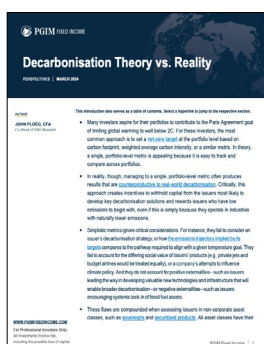 PGIM FIXED INCOME
Decarbonisation Theory vs. Reality
PERSPECTIVES | MARCH 2024
This introduction also serves as a table of contents. Select a hyperlink to jump to the respective section.
AUTHOR
JOHN PLOEG, CFA
Co-Head of ESG Research
• Many Investors aspire for their portfolios to contribute to the Paris Agreement goal
of limiting global warming to well below 2C. For these investors, the most
common approach is to set a net-zero target at the portfolio level based on
carbon footprint, weighted average carbon intensity, or a similar metric. In theory,
a single, portfolio-level metric is appealing because it is easy to track and
compare across portfolios.
• In reality, though, managing to a single, portfolio-level metric often produces
results that are counterproductive to real-world decarbonisation. Critically, this
approach creates incentives to withhold capital from the issuers most likely to
develop key decarbonisation solutions and rewards issuers who have low
emissions to begin with, even if this is simply because they operate in industries
with naturally lower emissions.
• Simplistic metrics ignore critical considerations. For instance, they fail to consider an
issuer's decarbonisation strategy, or how the emissions trajectory implied by its
targets compares to the pathway required to align with a given temperature goal. They
fail to account for the differing social value of issuers' products (e.g. private jets and
budget airlines would be treated equally), or a company's attempts to influence
climate policy. And they do not account for positive externalities – such as issuers
leading the way in developing new technologies and infrastructure that will
enable broader decarbonisation – or negative externalities – such as issuers
encouraging systemic lock in of fossil fuel assets.
• These flaws are compounded when assessing issuers in non-corporate asset
classes, such as sovereigns and securitised products. All asset classes have their
WWW.PGIMFIXEDINCOME.COM
For Professional Investors Only.
All investments involve risk,
including the possible loss of capital.
PGIM Fixed Income | 1